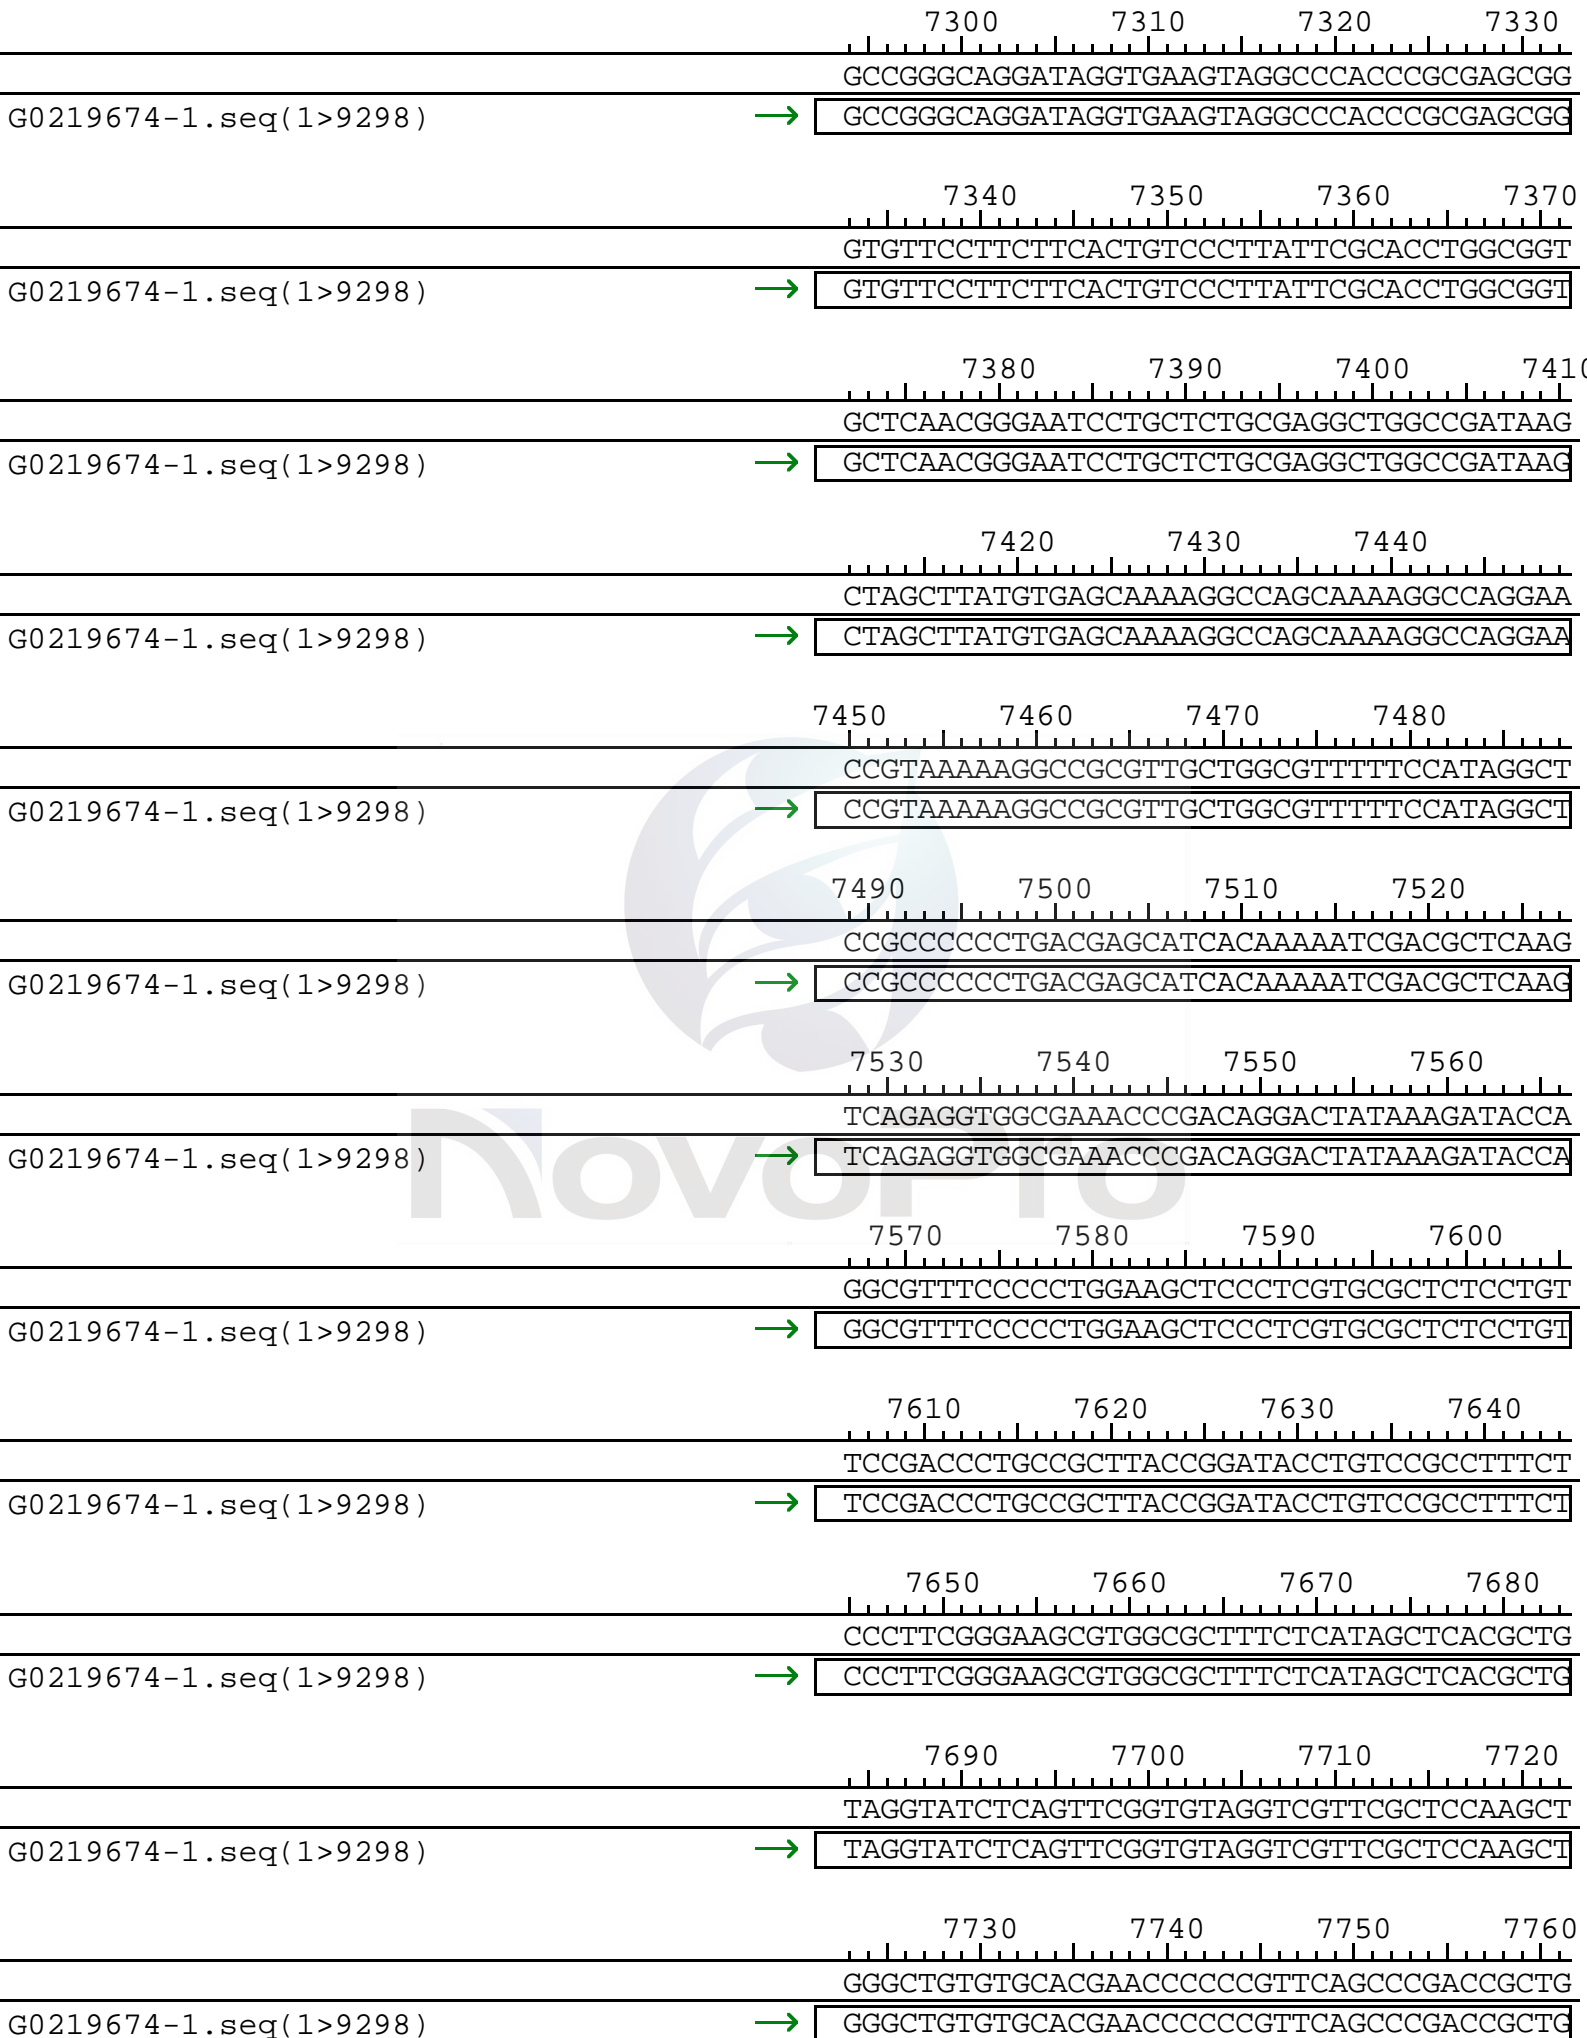 7300 7310 7320 7330
GCCGGGCAGGATAGGTGAAGTAGGCCCACCCGCGAGCGG
G0219674-1.seq(1>9298) → GCCGGGCAGGATAGGTGAAGTAGGCCCACCCGCGAGCGG
7340 7350 7360 7370
GTGTTCCTTCTTCACTGTCCCTTATTCGCACCTGGCGGT
G0219674-1.seq(1>9298) → GTGTTCCTTCTTCACTGTCCCTTATTCGCACCTGGCGGT
7380 7390 7400 7410
GCTCAACGGGAATCCTGCTCTGCGAGGCTGGCCGATAAG
G0219674-1.seq(1>9298) → GCTCAACGGGAATCCTGCTCTGCGAGGCTGGCCGATAAG
7420 7430 7440
CTAGCTTATGTGAGCAAAAGGCCAGCAAAAGGCCAGGAA
G0219674-1.seq(1>9298) → CTAGCTTATGTGAGCAAAAGGCCAGCAAAAGGCCAGGAA
7450 7460 7470 7480
CCGTAAAAAGGCCGCGTTGCTGGCGTTTTTCCATAGGCT
G0219674-1.seq(1>9298) → CCGTAAAAAGGCCGCGTTGCTGGCGTTTTTCCATAGGCT
7490 7500 7510 7520
CCGCCCCCCTGACGAGCATCACAAAAATCGACGCTCAAG
G0219674-1.seq(1>9298) → CCGCCCCCCTGACGAGCATCACAAAAATCGACGCTCAAG
7530 7540 7550 7560
TCAGAGGTGGCGAAACCCGACAGGACTATAAAGATACCA
G0219674-1.seq(1>9298) → TCAGAGGTGGCGAAACCCGACAGGACTATAAAGATACCA
NovoPro
7570 7580 7590 7600
GGCGTTTCCCCCTGGAAGCTCCCTCGTGCGCTCTCCTGT
G0219674-1.seq(1>9298) → GGCGTTTCCCCCTGGAAGCTCCCTCGTGCGCTCTCCTGT
7610 7620 7630 7640
TCCGACCCTGCCGCTTACCGGATACCTGTCCGCCTTTCT
G0219674-1.seq(1>9298) → TCCGACCCTGCCGCTTACCGGATACCTGTCCGCCTTTCT
7650 7660 7670 7680
CCCTTCGGGAAGCGTGGCGCTTTCTCATAGCTCACGCTG
G0219674-1.seq(1>9298) → CCCTTCGGGAAGCGTGGCGCTTTCTCATAGCTCACGCTG
7690 7700 7710 7720
TAGGTATCTCAGTTCGGTGTAGGTCGTTCGCTCCAAGCT
G0219674-1.seq(1>9298) → TAGGTATCTCAGTTCGGTGTAGGTCGTTCGCTCCAAGCT
7730 7740 7750 7760
GGGCTGTGTGCACGAACCCCCCGTTCAGCCCGACCGCTG
G0219674-1.seq(1>9298) → GGGCTGTGTGCACGAACCCCCCGTTCAGCCCGACCGCTG